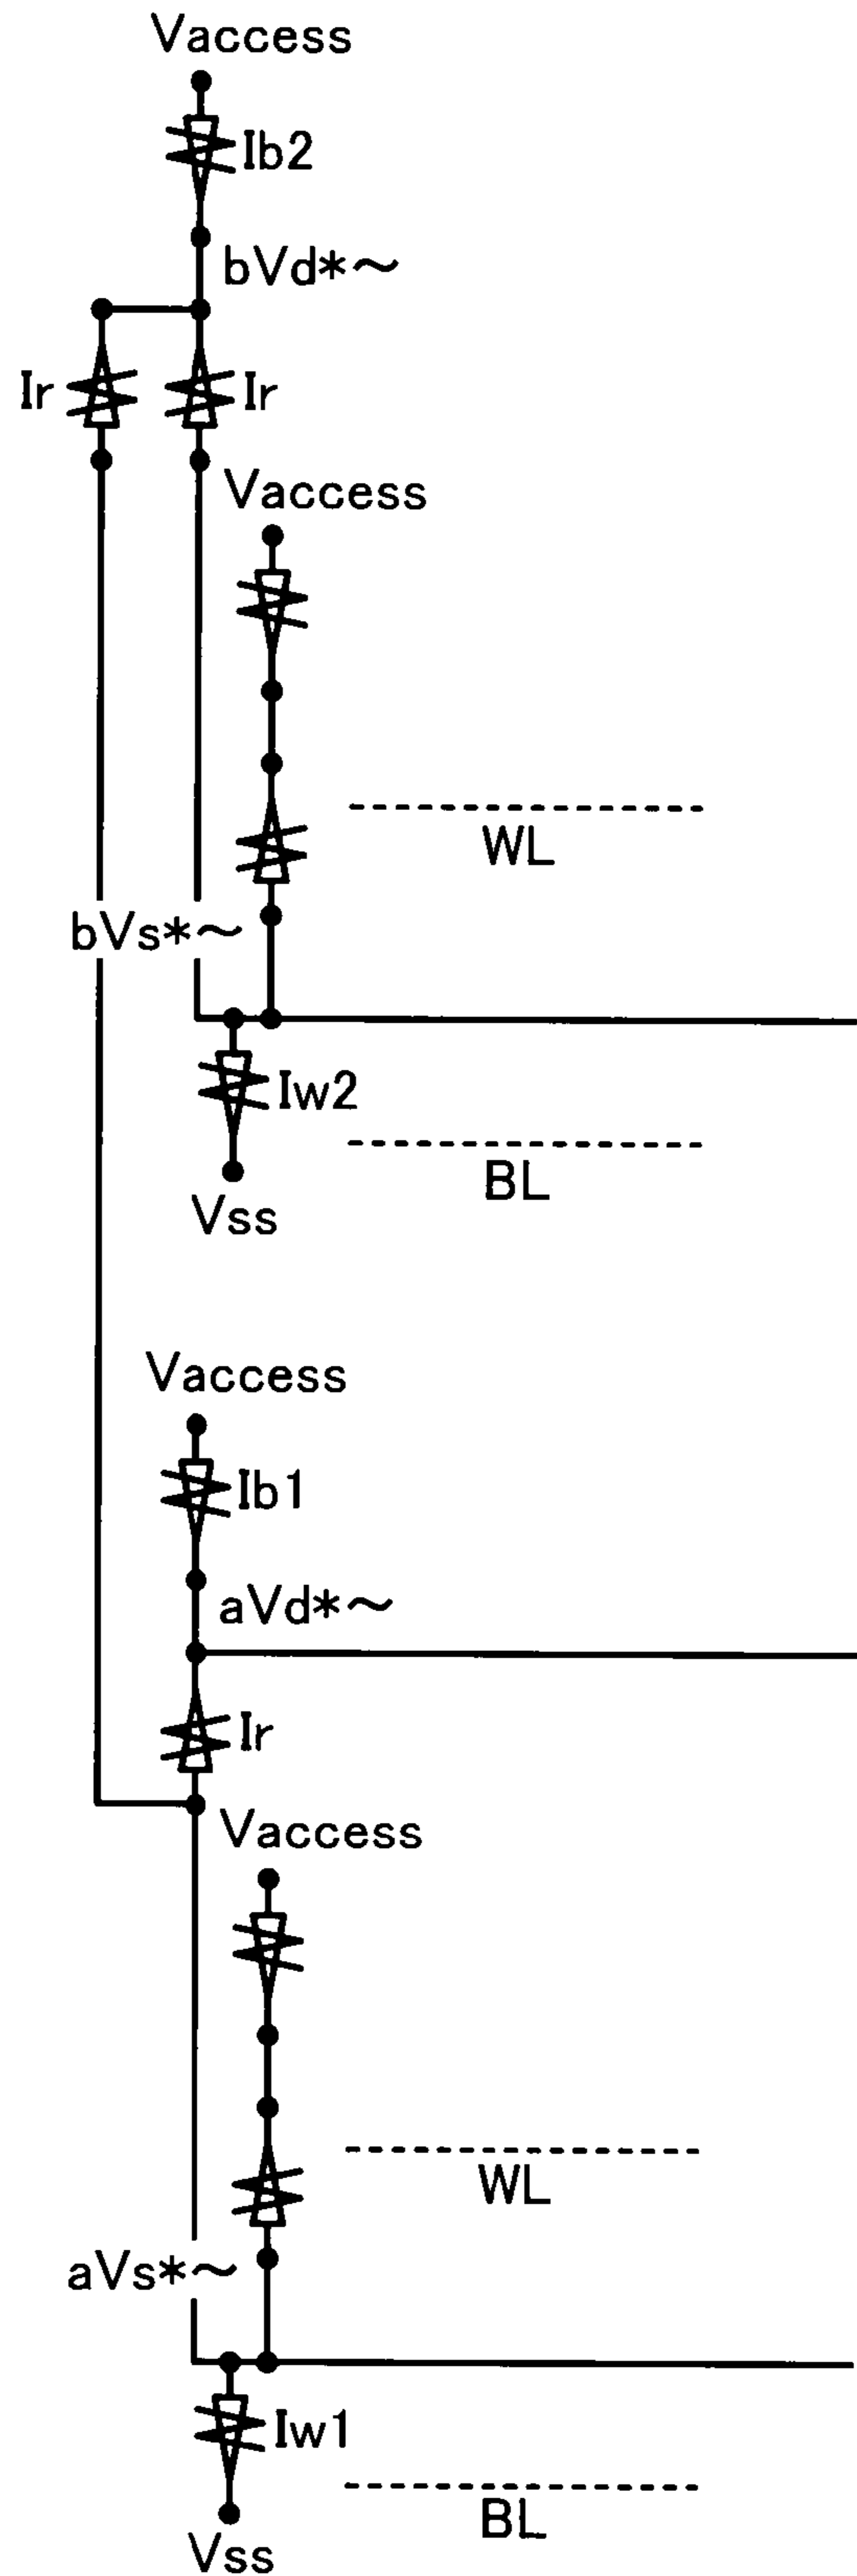 Vaccess
Ib2
bVd*～
Ir Ir
Vaccess
WL
bVs*～
Iw2
BL
Vss
Vaccess
Ib1
aVd*～
Ir
Vaccess
WL
aVs*～
Iw1
BL
Vss